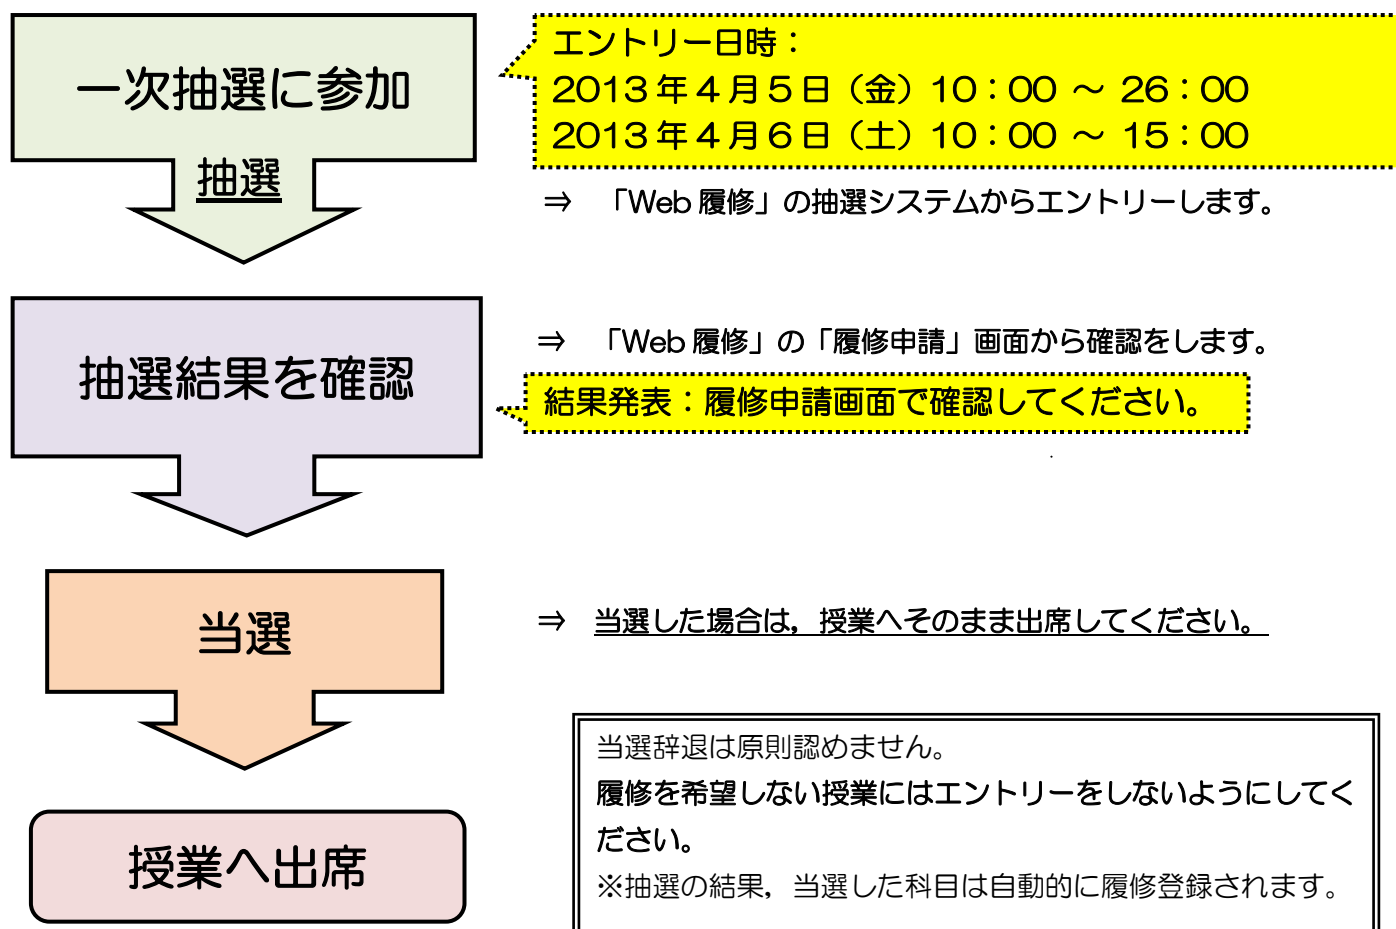 一次抽選に参加
抽選
エントリー日時：
2013年4月5日（金）10：00 ～ 26：00
2013年4月6日（土）10：00 ～ 15：00
⇒ 「Web履修」の抽選システムからエントリーします。
抽選結果を確認
⇒ 「Web履修」の「履修申請」画面から確認をします。
結果発表：履修申請画面で確認してください。
当選
⇒ 当選した場合は，授業へそのまま出席してください。
当選辞退は原則認めません。
履修を希望しない授業にはエントリーをしないようにしてく
ださい。
※抽選の結果，当選した科目は自動的に履修登録されます。
授業へ出席